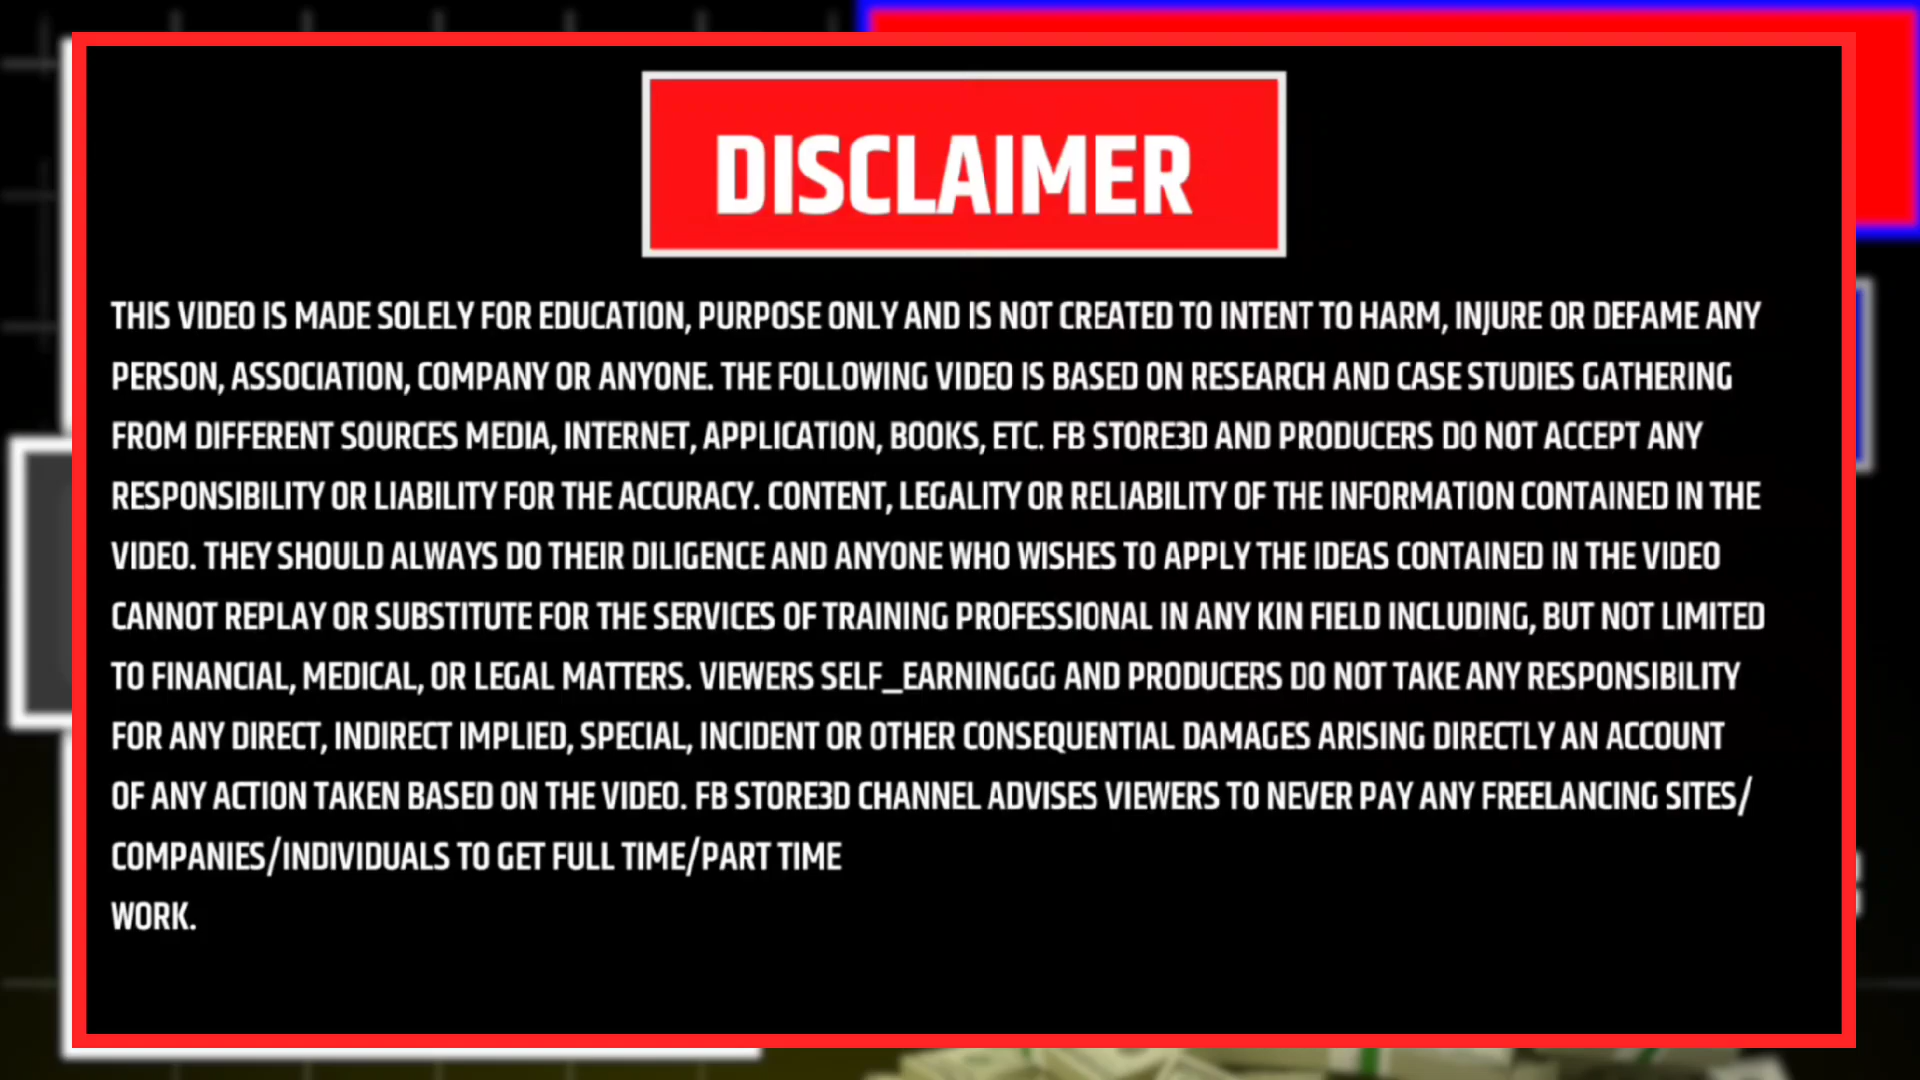 DISCLAIMER
THIS VIDEO IS MADE SOLELY FOR EDUCATION, PURPOSE ONLY AND IS NOT CREATED TO INTENT TO HARM, INJURE OR DEFAME ANY
PERSON, ASSOCIATION, COMPANY OR ANYONE. THE FOLLOWING VIDEO IS BASED ON RESEARCH AND CASE STUDIES GATHERING
FROM DIFFERENT SOURCES MEDIA, INTERNET, APPLICATION, BOOKS, ETC. FB STORE3D AND PRODUCERS DO NOT ACCEPT ANY
RESPONSIBILITY OR LIABILITY FOR THE ACCURACY. CONTENT, LEGALITY OR RELIABILITY OF THE INFORMATION CONTAINED IN THE
VIDEO. THEY SHOULD ALWAYS DO THEIR DILIGENCE AND ANYONE WHO WISHES TO APPLY THE IDEAS CONTAINED IN THE VIDEO
CANNOT REPLAY OR SUBSTITUTE FOR THE SERVICES OF TRAINING PROFESSIONAL IN ANY KIN FIELD INCLUDING, BUT NOT LIMITED
TO FINANCIAL, MEDICAL, OR LEGAL MATTERS. VIEWERS SELF_EARNINGGG AND PRODUCERS DO NOT TAKE ANY RESPONSIBILITY
FOR ANY DIRECT, INDIRECT IMPLIED, SPECIAL, INCIDENT OR OTHER CONSEQUENTIAL DAMAGES ARISING DIRECTLY AN ACCOUNT
OF ANY ACTION TAKEN BASED ON THE VIDEO. FB STORE3D CHANNEL ADVISES VIEWERS TO NEVER PAY ANY FREELANCING SITES/
COMPANIES/INDIVIDUALS TO GET FULL TIME/PART TIME
WORK.